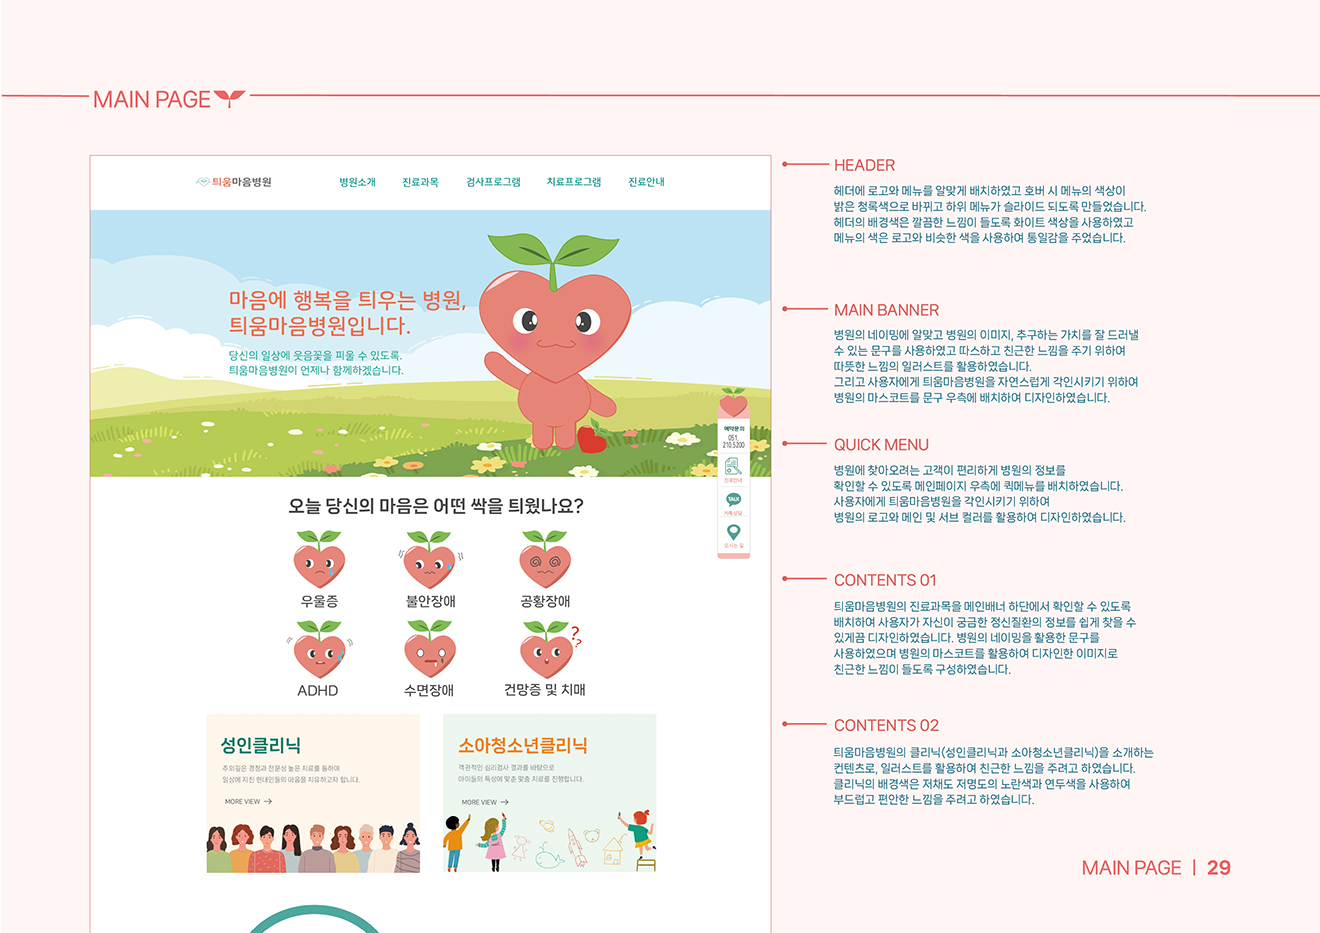 MAIN PAGE
틔움마음병원
병원소개 진료과목 검사프로그램 치료프로그램 진료안내
마음에 행복을 틔우는 병원,
틔움마음병원입니다.
당신의 일상에 웃음꽃을 피울 수 있도록.
틔움마음병원이 언제나 함께하겠습니다.
예약문의
051.
210.5200
진료안내
TALK
카톡상담
오시는 길
오늘 당신의 마음은 어떤 싹을 틔웠나요?
우울증 불안장애 공황장애
?
?
ADHD 수면장애 건망증 및 치매
성인클리닉
주의깊은 경청과 전문성 높은 치료를 통하여
일상에 지친 현대인들의 마음을 치유하고자 합니다.
MORE VIEW →
소아청소년클리닉
객관적인 심리검사 결과를 바탕으로
아이들의 특성에 맞춘 맞춤 치료를 진행합니다.
MORE VIEW →
HEADER
헤더에 로고와 메뉴를 알맞게 배치하였고 호버 시 메뉴의 색상이
밝은 청록색으로 바뀌고 하위 메뉴가 슬라이드 되도록 만들었습니다.
헤더의 배경색은 깔끔한 느낌이 들도록 화이트 색상을 사용하였고
메뉴의 색은 로고와 비슷한 색을 사용하여 통일감을 주었습니다.
MAIN BANNER
병원의 네이밍에 알맞고 병원의 이미지, 추구하는 가치를 잘 드러낼
수 있는 문구를 사용하였고 따스하고 친근한 느낌을 주기 위하여
따뜻한 느낌의 일러스트를 활용하였습니다.
그리고 사용자에게 틔움마음병원을 자연스럽게 각인시키기 위하여
병원의 마스코트를 문구 우측에 배치하여 디자인하였습니다.
QUICK MENU
병원에 찾아오려는 고객이 편리하게 병원의 정보를
확인할 수 있도록 메인페이지 우측에 퀵메뉴를 배치하였습니다.
사용자에게 틔움마음병원을 각인시키기 위하여
병원의 로고와 메인 및 서브 컬러를 활용하여 디자인하였습니다.
CONTENTS 01
틔움마음병원의 진료과목을 메인배너 하단에서 확인할 수 있도록
배치하여 사용자가 자신이 궁금한 정신질환의 정보를 쉽게 찾을 수
있게끔 디자인하였습니다. 병원의 네이밍을 활용한 문구를
사용하였으며 병원의 마스코트를 활용하여 디자인한 이미지로
친근한 느낌이 들도록 구성하였습니다.
CONTENTS 02
틔움마음병원의 클리닉(성인클리닉과 소아청소년클리닉)을 소개하는
컨텐츠로, 일러스트를 활용하여 친근한 느낌을 주려고 하였습니다.
클리닉의 배경색은 저채도 저명도의 노란색과 연두색을 사용하여
부드럽고 편안한 느낌을 주려고 하였습니다.
MAIN PAGE | 29